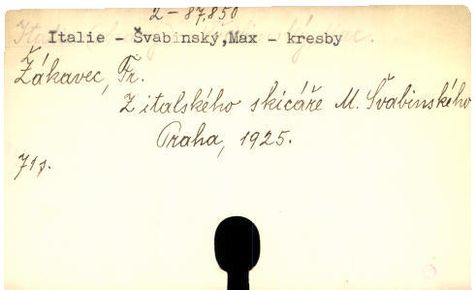 2-87,850
Italie - Švabinský,Max - kresby
Žákavec, Fr.
Z italského skicáře M. Švabinského
Praha, 1925.
71 s.